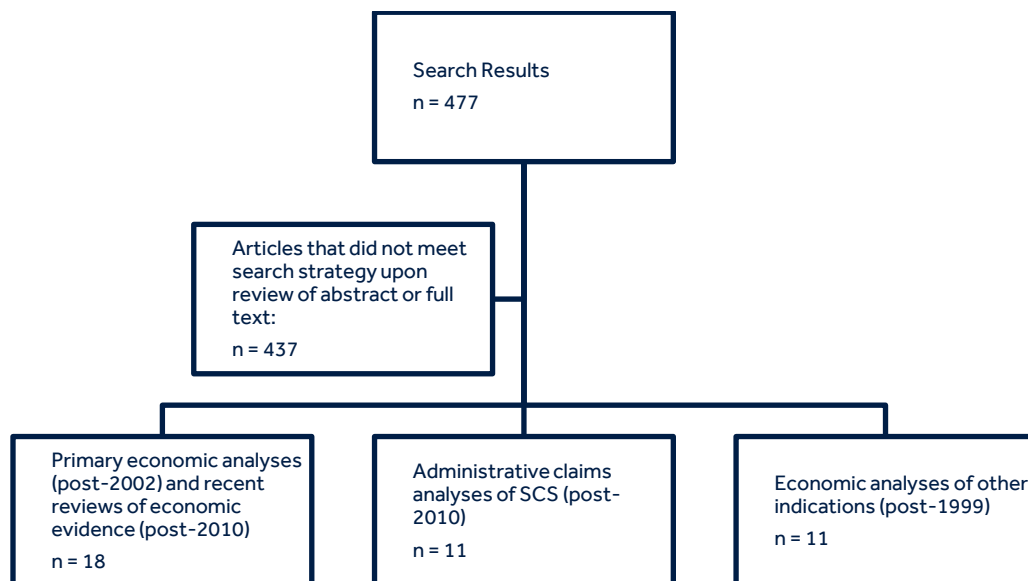 Search Results
n = 477
Articles that did not meet
search strategy upon
review of abstract or full
text:
n = 437
Primary economic analyses
(post-2002) and recent
reviews of economic
evidence (post-2010)
n = 18
Administrative claims
analyses of SCS (post-
2010)
n = 11
Economic analyses of other
indications (post-1999)
n = 11